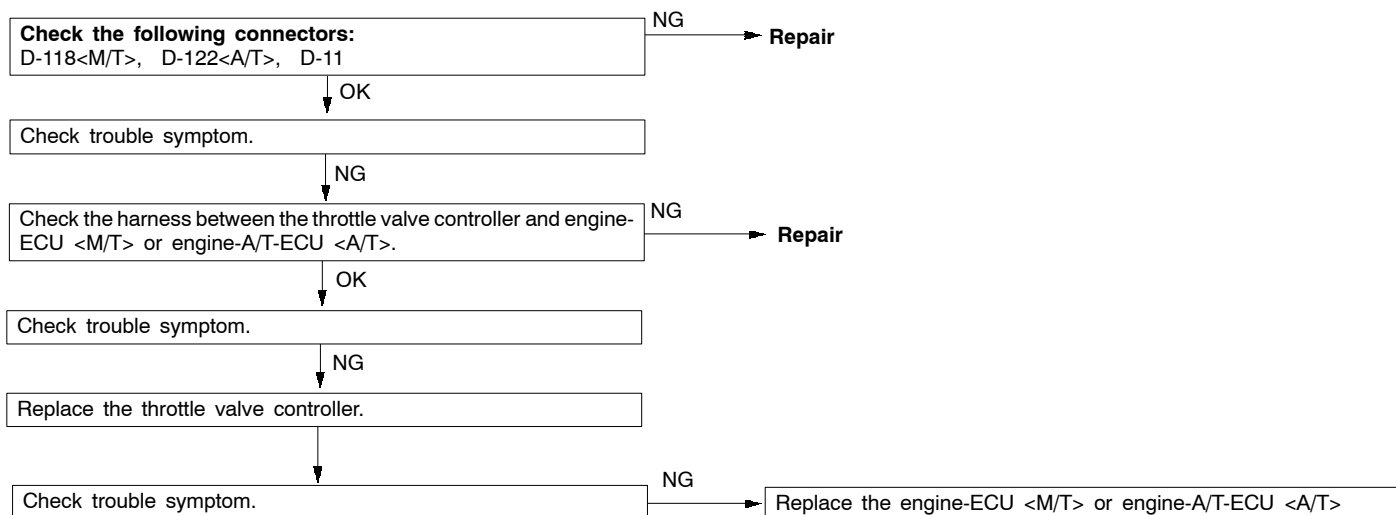 Check the following connectors:
D-118<M/T>, D-122<A/T>, D-11
NG
Repair
OK
Check trouble symptom.
NG
Check the harness between the throttle valve controller and engine-
ECU <M/T> or engine-A/T-ECU <A/T>.
NG
Repair
OK
Check trouble symptom.
NG
Replace the throttle valve controller.
Check trouble symptom.
NG
Replace the engine-ECU <M/T> or engine-A/T-ECU <A/T>